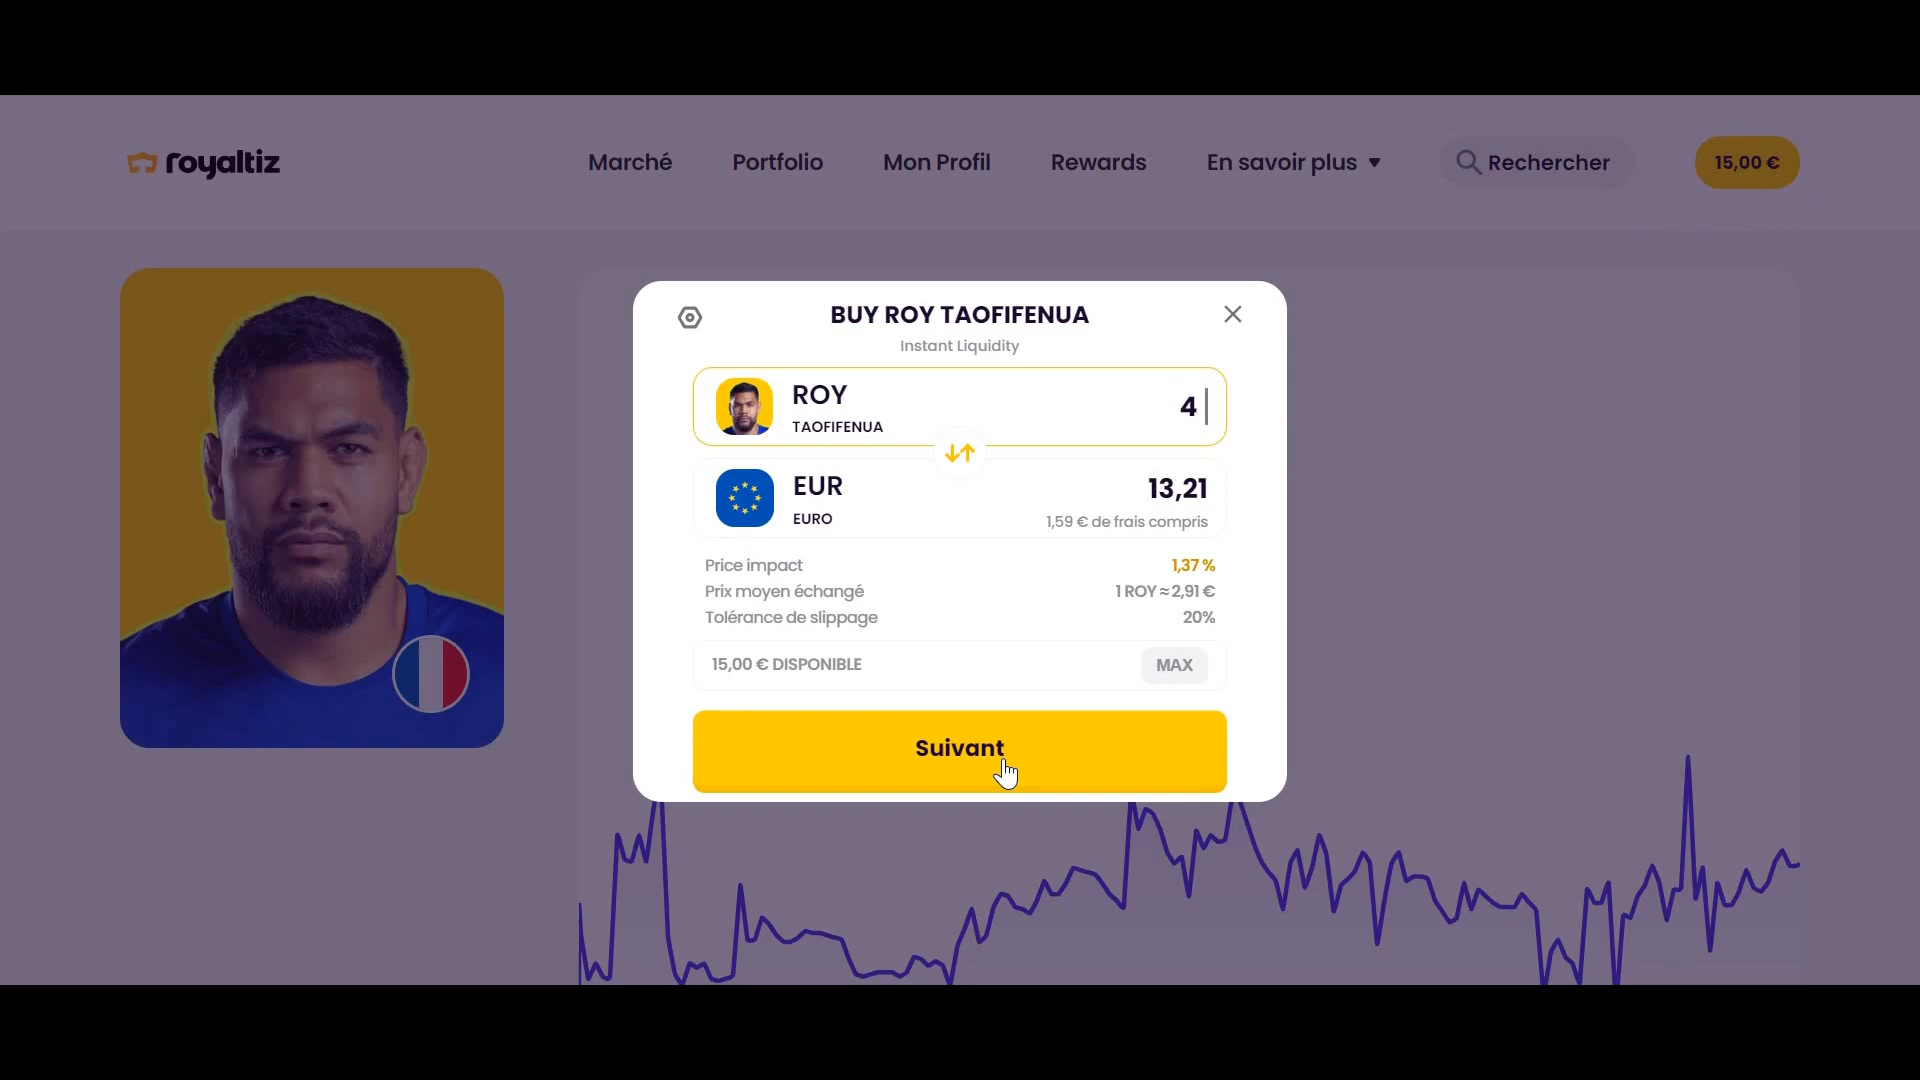 royaltiz
Marché
Portfolio
Mon Profil
Rewards
En savoir plus
Rechercher
15,00 €
BUY ROY TAOFIFENUA
Instant Liquidity
ROY
TAOFIFENUA
4
EUR
EURO
13,21
1,59 € de frais compris
Price impact
1,37 %
Prix moyen échangé
1 ROY ≈ 2,91 €
Tolérance de slippage
20%
15,00 € DISPONIBLE
MAX
Suivant